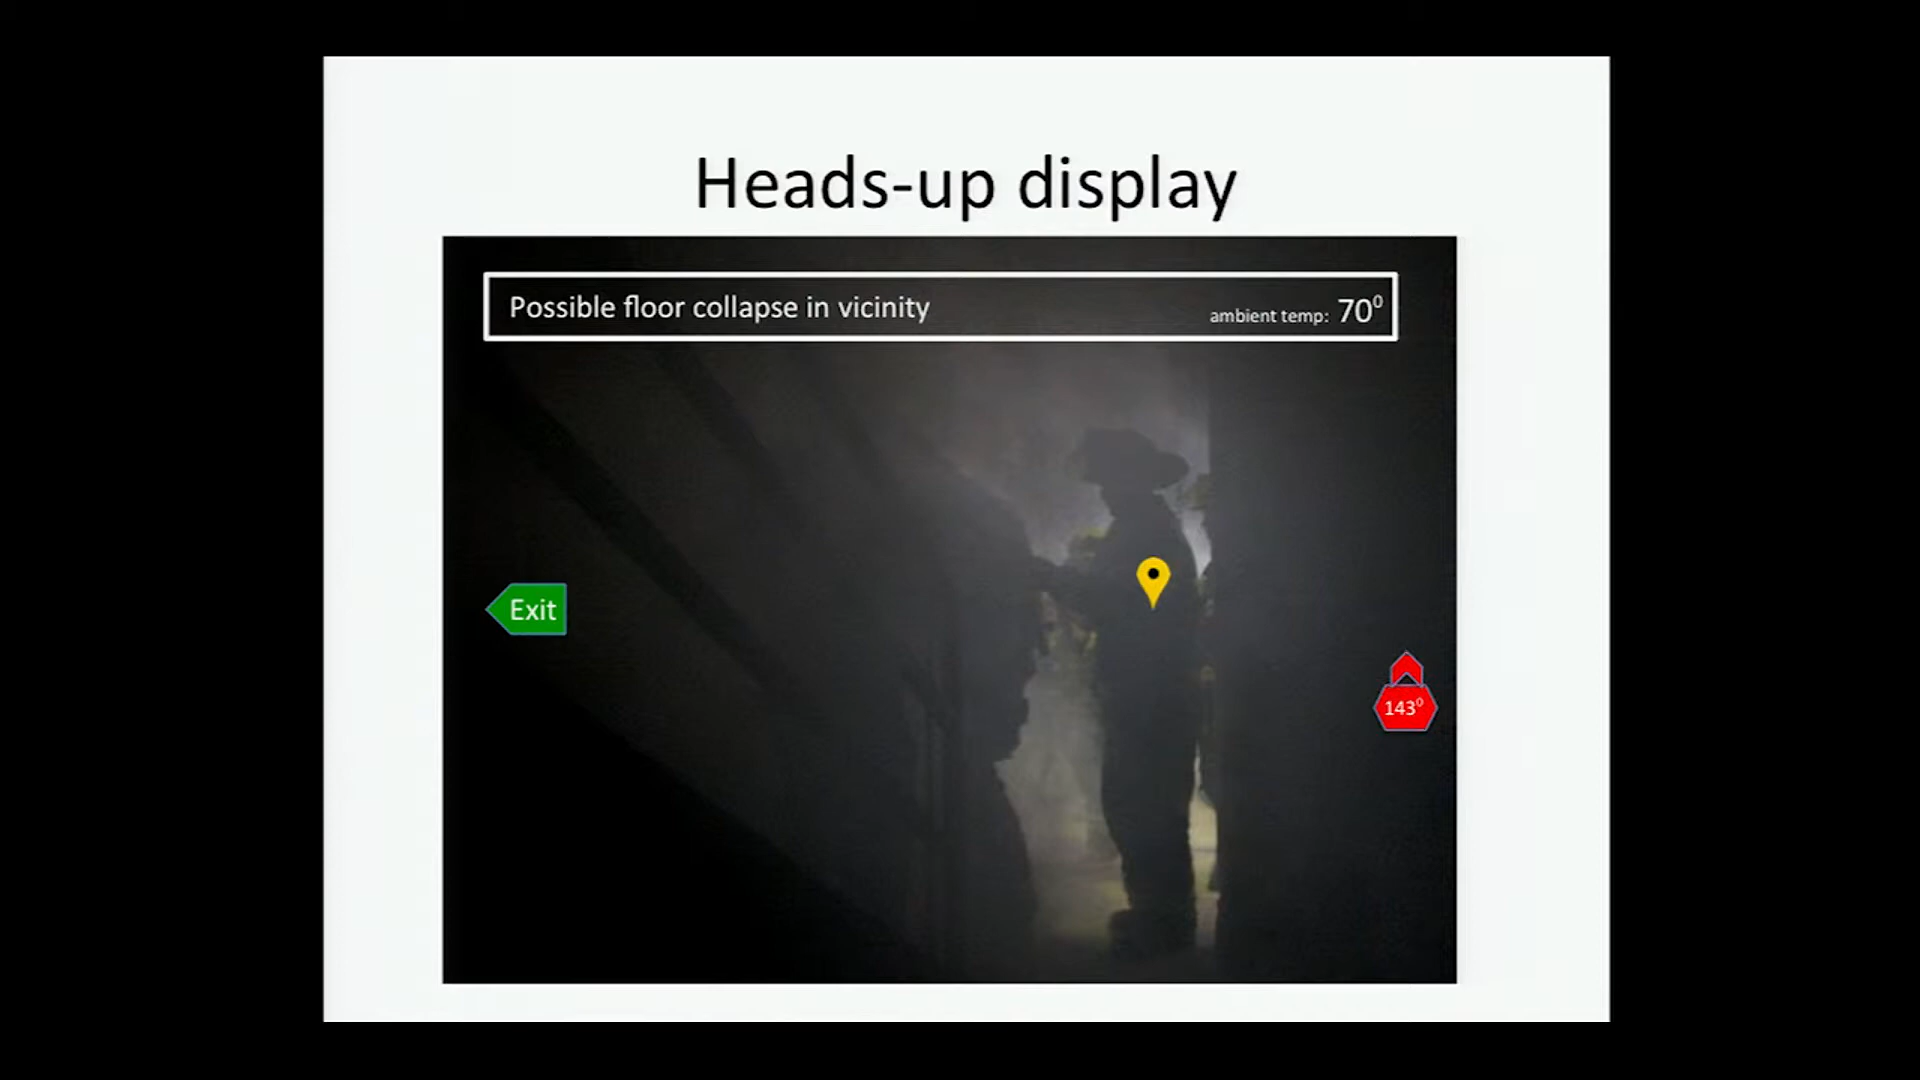 Heads-up display
Possible floor collapse in vicinity
ambient temp: 70⁰
Exit
143⁰